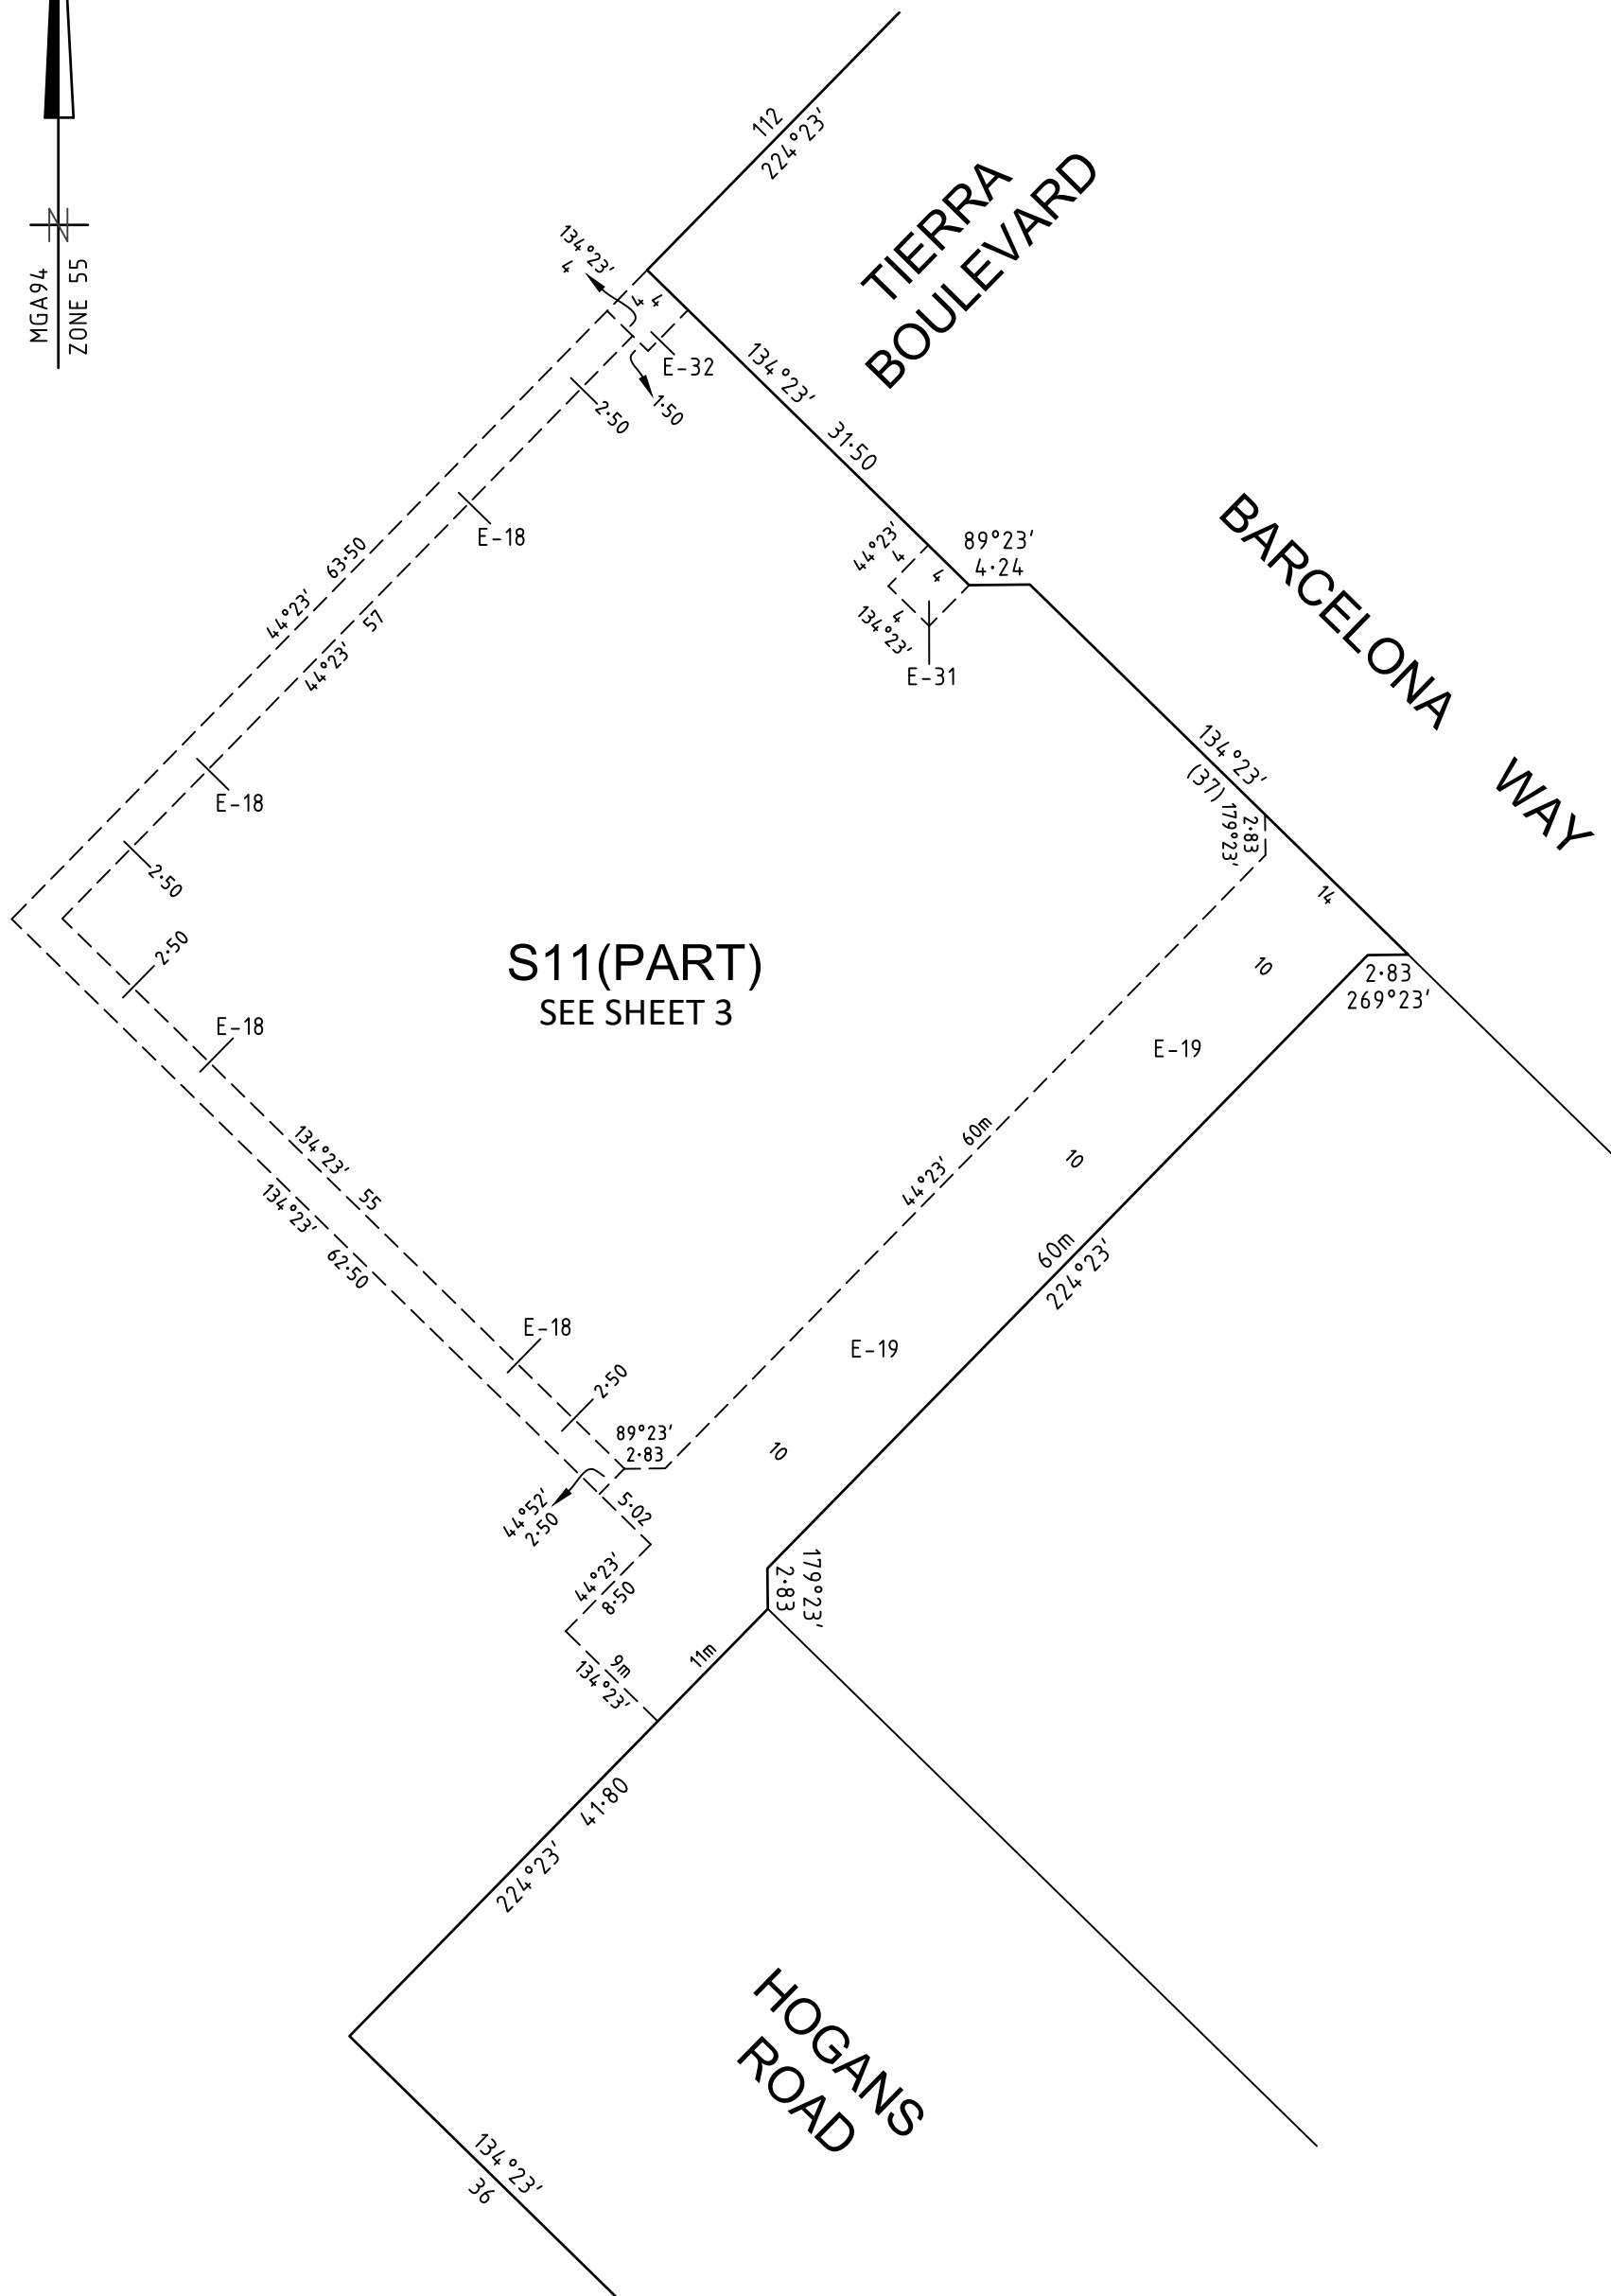 112
224°23'
TIERRA
BOULEVARD
134°23'
4
MGA94
ZONE 55
N
4
4
E-32
1·50
2·50
134°23' 31·50
E-18
44°23' 63·50
44°23' 57
44°23'
4
4
4
134°23'
E-31
89°23'
4·24
BARCELONA WAY
134°23'
(37)
179°23'
2·83
14
E-18
2·50
2·50
E-18
S11(PART)
SEE SHEET 3
10
2·83
269°23'
E-19
44°23' 60m
10
60m
224°23'
134°23' 55
134°23' 62·50
E-18
2·50
E-19
89°23'
2·83
10
44°52'
2·50
5·02
44°23'
8·50
179°23'
2·83
9m
134°23'
11m
224°23' 41·80
HOGANS
ROAD
134°23'
36